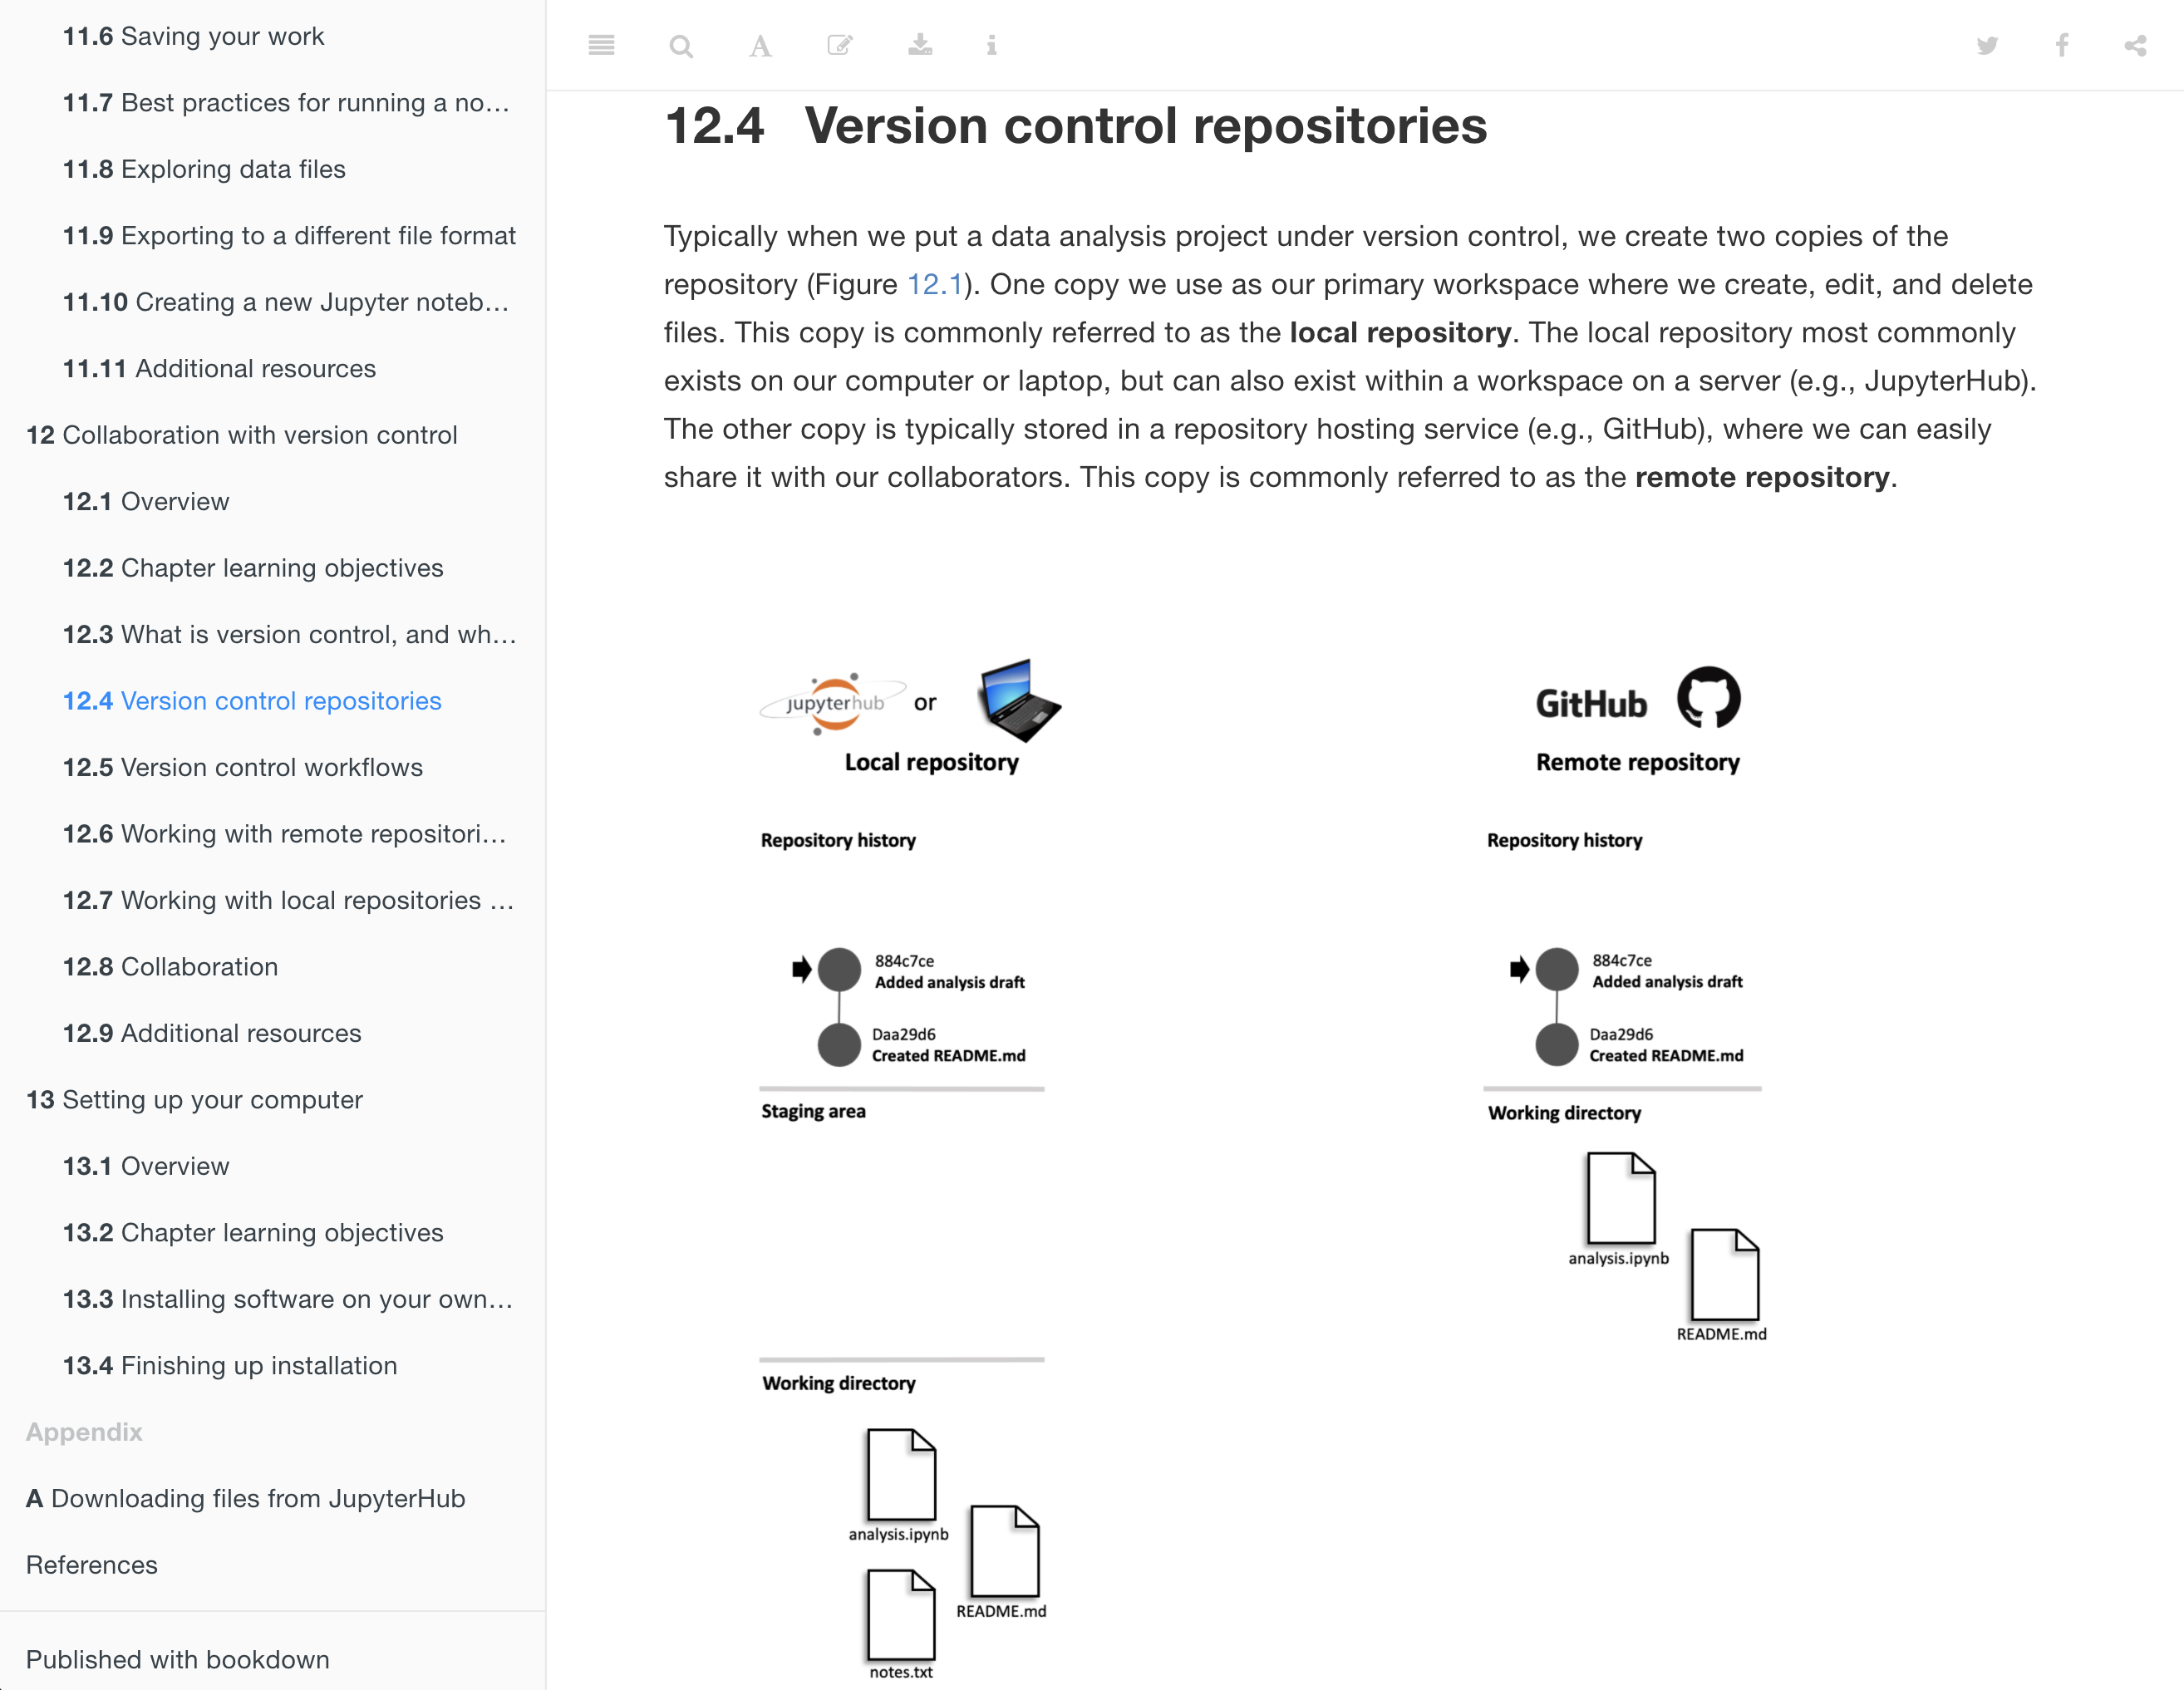 11.6 Saving your work
11.7 Best practices for running a no…
11.8 Exploring data files
11.9 Exporting to a different file format
11.10 Creating a new Jupyter noteb…
11.11 Additional resources
12 Collaboration with version control
12.1 Overview
12.2 Chapter learning objectives
12.3 What is version control, and wh…
12.4 Version control repositories
12.5 Version control workflows
12.6 Working with remote repositori…
12.7 Working with local repositories …
12.8 Collaboration
12.9 Additional resources
13 Setting up your computer
13.1 Overview
13.2 Chapter learning objectives
13.3 Installing software on your own…
13.4 Finishing up installation
Appendix
A Downloading files from JupyterHub
References
Published with bookdown
12.4 Version control repositories
Typically when we put a data analysis project under version control, we create two copies of the
repository (Figure 12.1). One copy we use as our primary workspace where we create, edit, and delete
files. This copy is commonly referred to as the local repository. The local repository most commonly
exists on our computer or laptop, but can also exist within a workspace on a server (e.g., JupyterHub).
The other copy is typically stored in a repository hosting service (e.g., GitHub), where we can easily
share it with our collaborators. This copy is commonly referred to as the remote repository.
jupyterhub or
Local repository
Repository history
884c7ce
Added analysis draft
Daa29d6
Created README.md
Staging area
Working directory
analysis.ipynb
README.md
notes.txt
GitHub
Remote repository
Repository history
884c7ce
Added analysis draft
Daa29d6
Created README.md
Working directory
analysis.ipynb
README.md